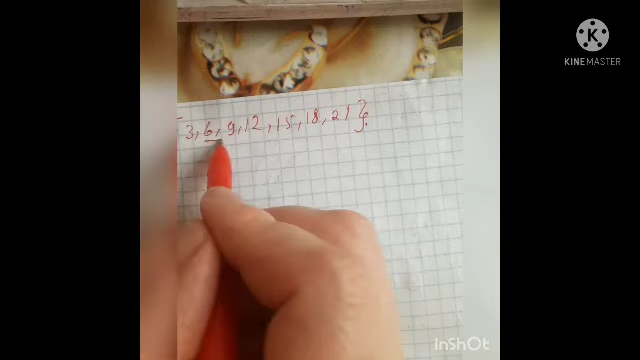 3, 6, 9, 12, 15, 18, 21}.
K
KINEMASTER
InShOt